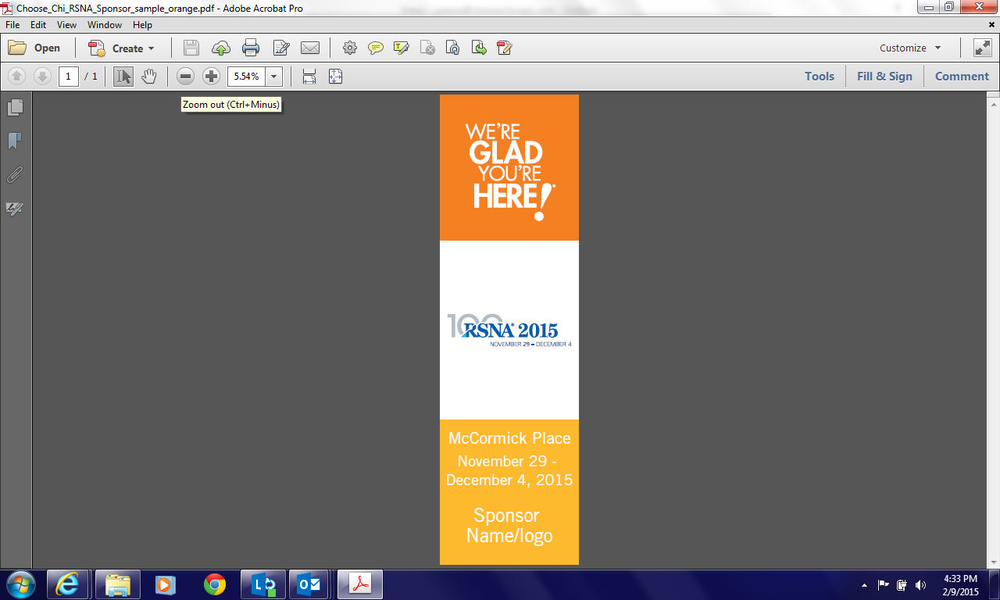 Choose_Chi_RSNA_Sponsor_sample_orange.pdf - Adobe Acrobat Pro
File Edit View Window Help
Open Create Customize
1 / 1 5.54% Tools Fill & Sign Comment
Zoom out (Ctrl+Minus)
WE'RE
GLAD
YOU'RE
HERE!
100
RSNA® 2015
NOVEMBER 29 – DECEMBER 4
McCormick Place
November 29 -
December 4, 2015
Sponsor
Name/logo
4:33 PM
2/9/2015